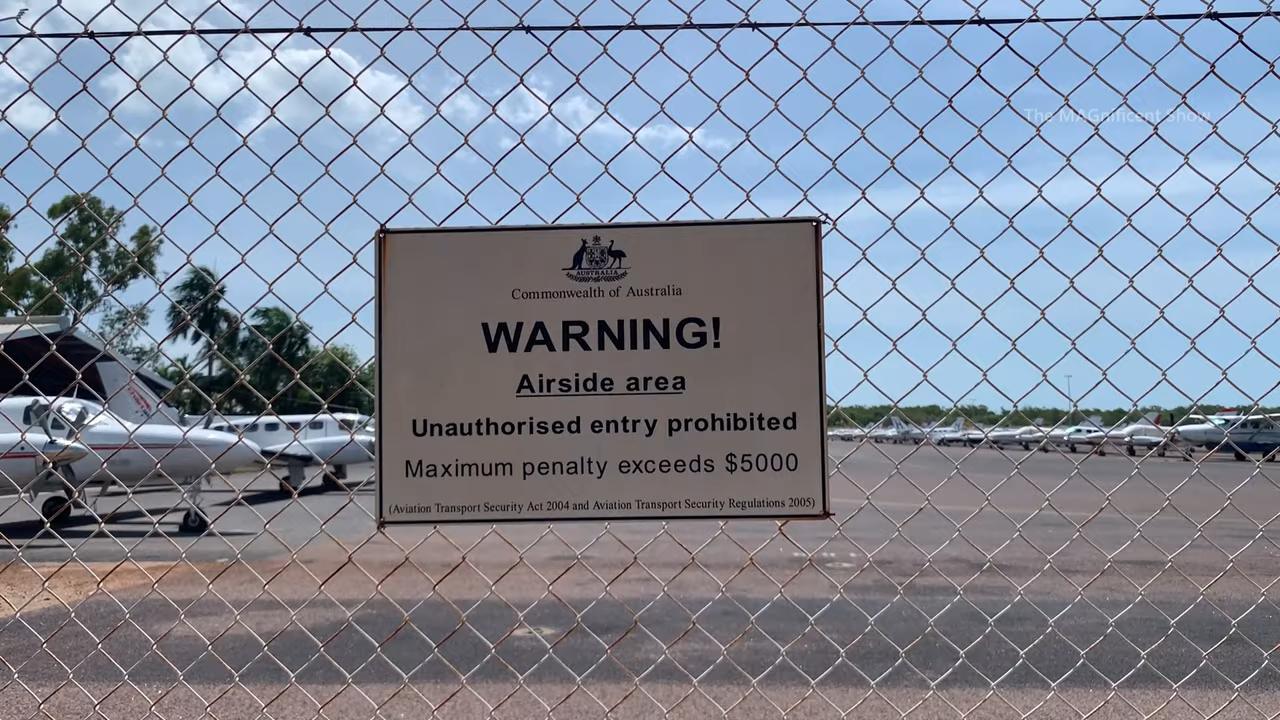 The MAGnificent Show
AUSTRALIA
Commonwealth of Australia
WARNING!
Airside area
Unauthorised entry prohibited
Maximum penalty exceeds $5000
(Aviation Transport Security Act 2004 and Aviation Transport Security Regulations 2005)